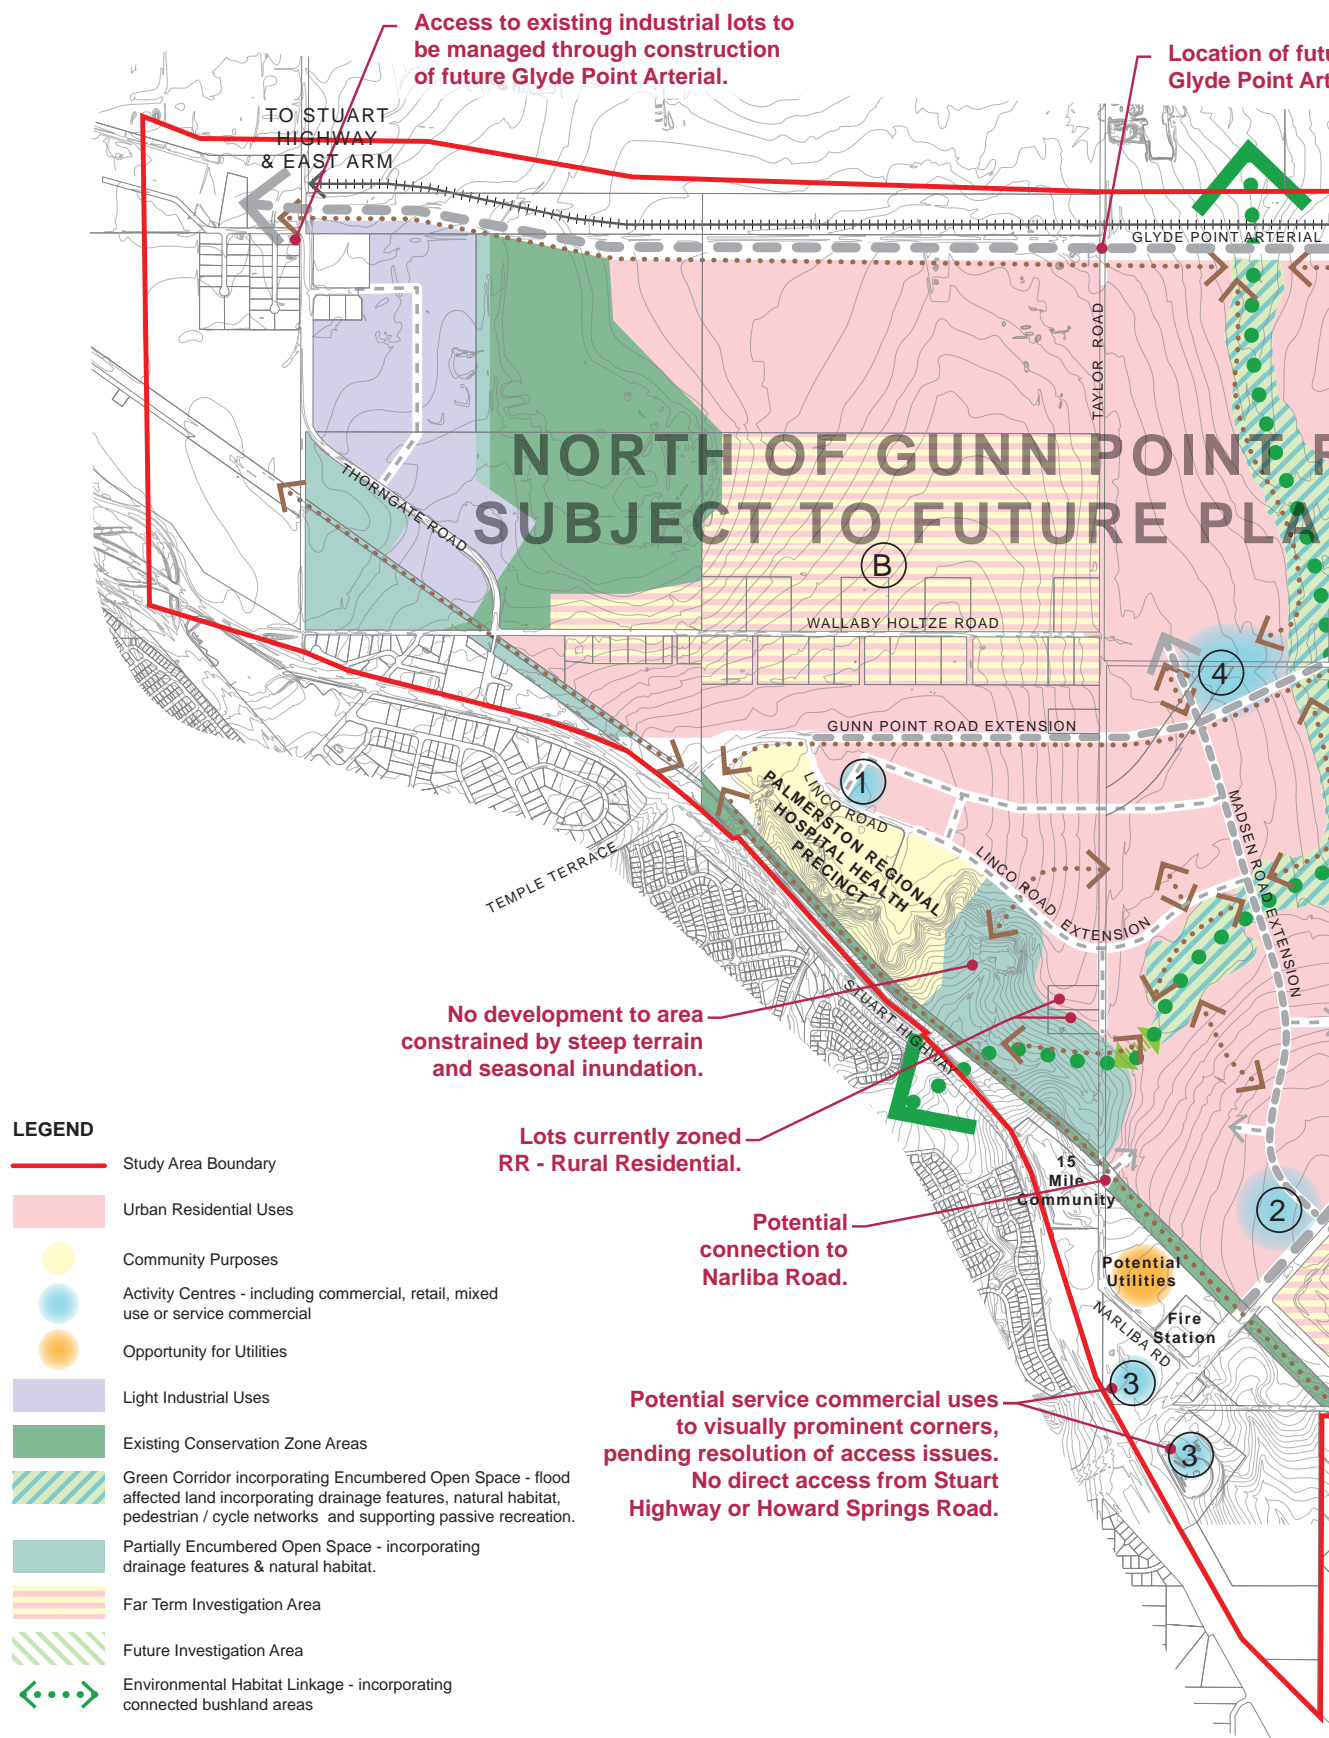 Access to existing industrial lots to
be managed through construction
of future Glyde Point Arterial.
Location of futu
Glyde Point Art
TO STUART
HIGHWAY
& EAST ARM
GLYDE POINT ARTERIAL
TAYLOR ROAD
NORTH OF GUNN POINT R
SUBJECT TO FUTURE PLA
THORNGATE ROAD
B
WALLABY HOLTZE ROAD
4
GUNN POINT ROAD EXTENSION
1
LINCO ROAD
PALMERSTON REGIONAL
HOSPITAL HEALTH
PRECINCT
MADSEN ROAD EXTENSION
LINCO ROAD EXTENSION
TEMPLE TERRACE
STUART HIGHWAY
No development to area
constrained by steep terrain
and seasonal inundation.
Lots currently zoned
RR - Rural Residential.
15
Mile
Community
2
Potential
connection to
Narliba Road.
Potential
Utilities
NARLIBA RD
Fire
Station
3
Potential service commercial uses
to visually prominent corners,
pending resolution of access issues.
No direct access from Stuart
Highway or Howard Springs Road.
3
LEGEND
Study Area Boundary
Urban Residential Uses
Community Purposes
Activity Centres - including commercial, retail, mixed
use or service commercial
Opportunity for Utilities
Light Industrial Uses
Existing Conservation Zone Areas
Green Corridor incorporating Encumbered Open Space - flood
affected land incorporating drainage features, natural habitat,
pedestrian / cycle networks  and supporting passive recreation.
Partially Encumbered Open Space - incorporating
drainage features & natural habitat.
Far Term Investigation Area
Future Investigation Area
Environmental Habitat Linkage - incorporating
connected bushland areas